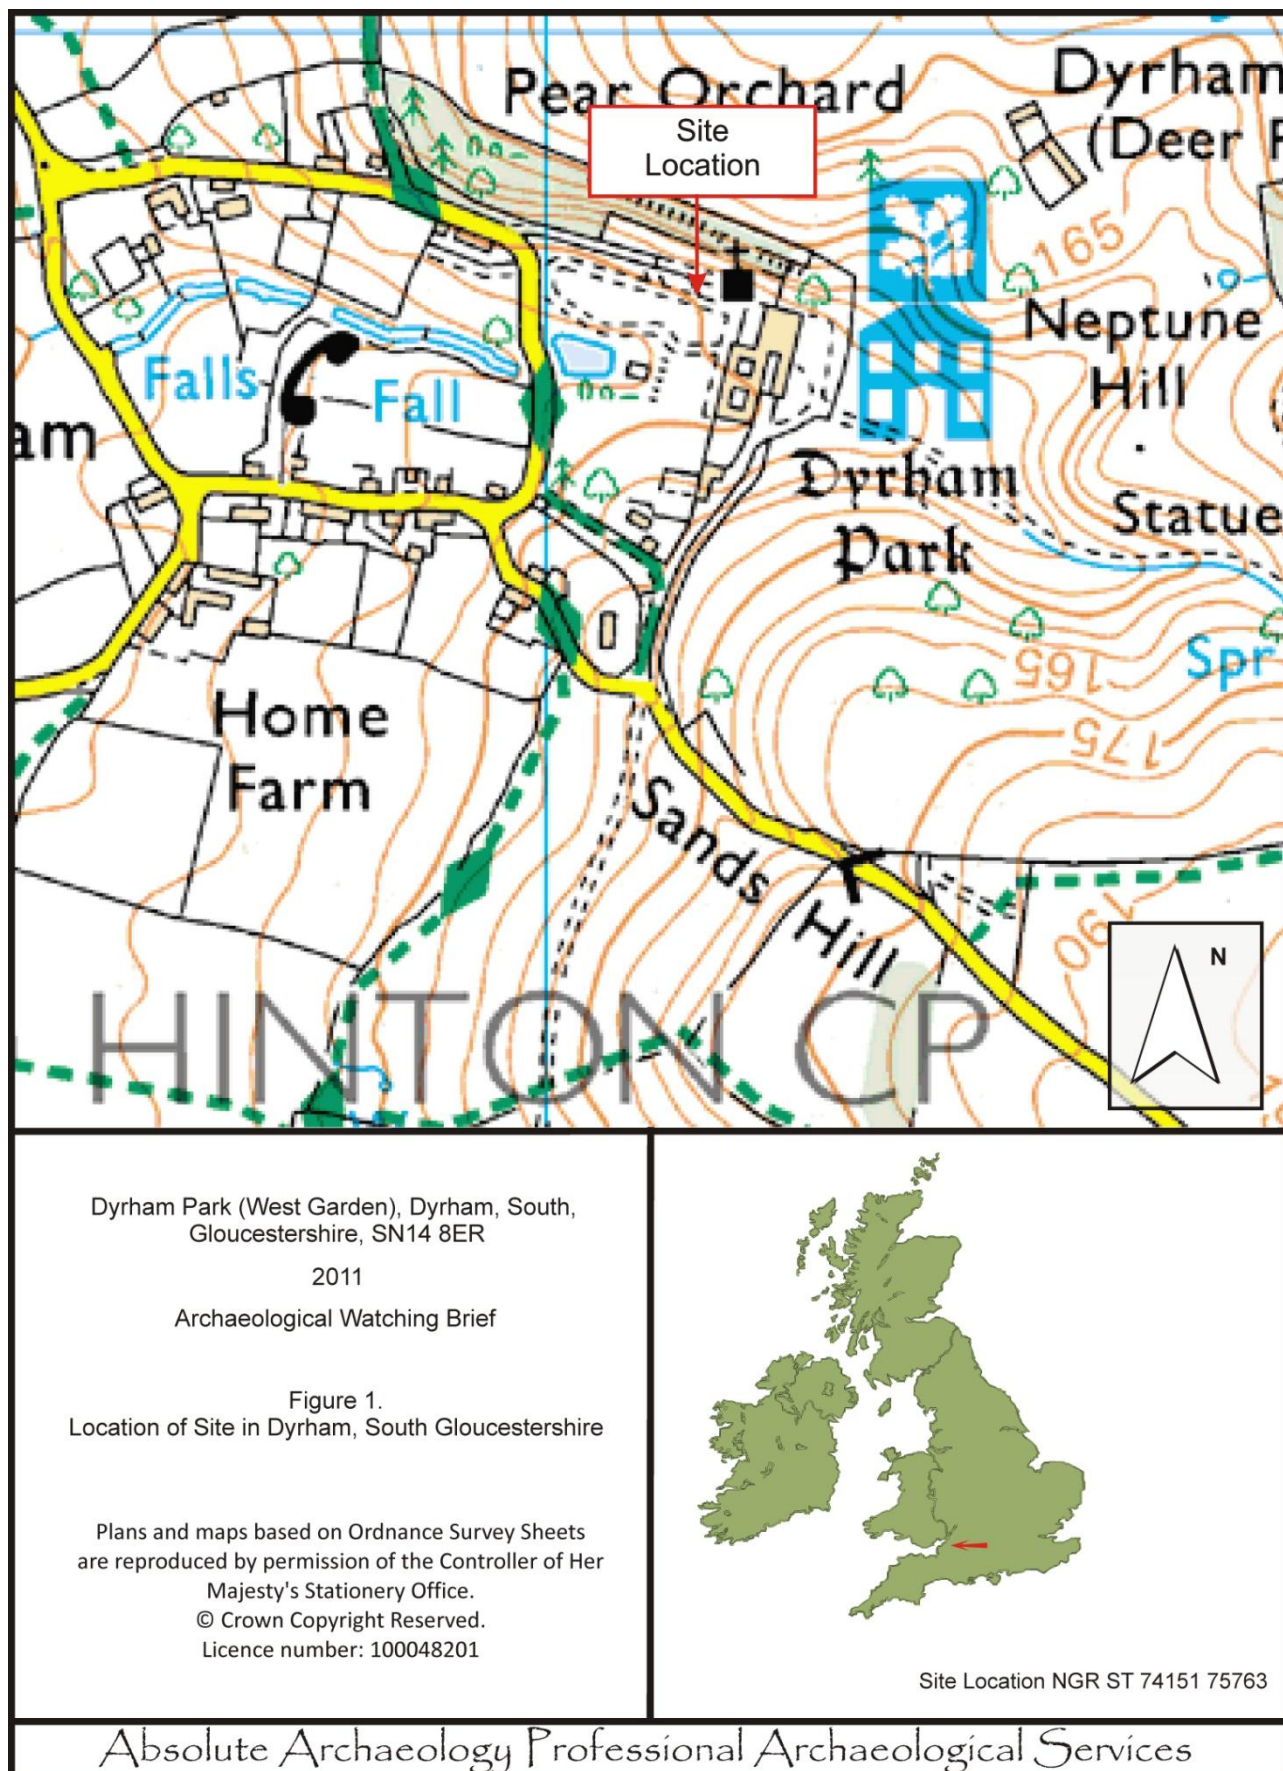 Pear Orchard
Dyrham
(Deer
Site
Location
165
Neptune
Hill
Falls
Fall
am
Dyrham
Park
Statue
165
Spr
175
Home
Farm
Sands Hill
190
N
HINTON CP
Dyrham Park (West Garden), Dyrham, South,
Gloucestershire, SN14 8ER
2011
Archaeological Watching Brief
Figure 1.
Location of Site in Dyrham, South Gloucestershire
Plans and maps based on Ordnance Survey Sheets
are reproduced by permission of the Controller of Her
Majesty's Stationery Office.
© Crown Copyright Reserved.
Licence number: 100048201
Site Location NGR ST 74151 75763
Absolute Archaeology Professional Archaeological Services